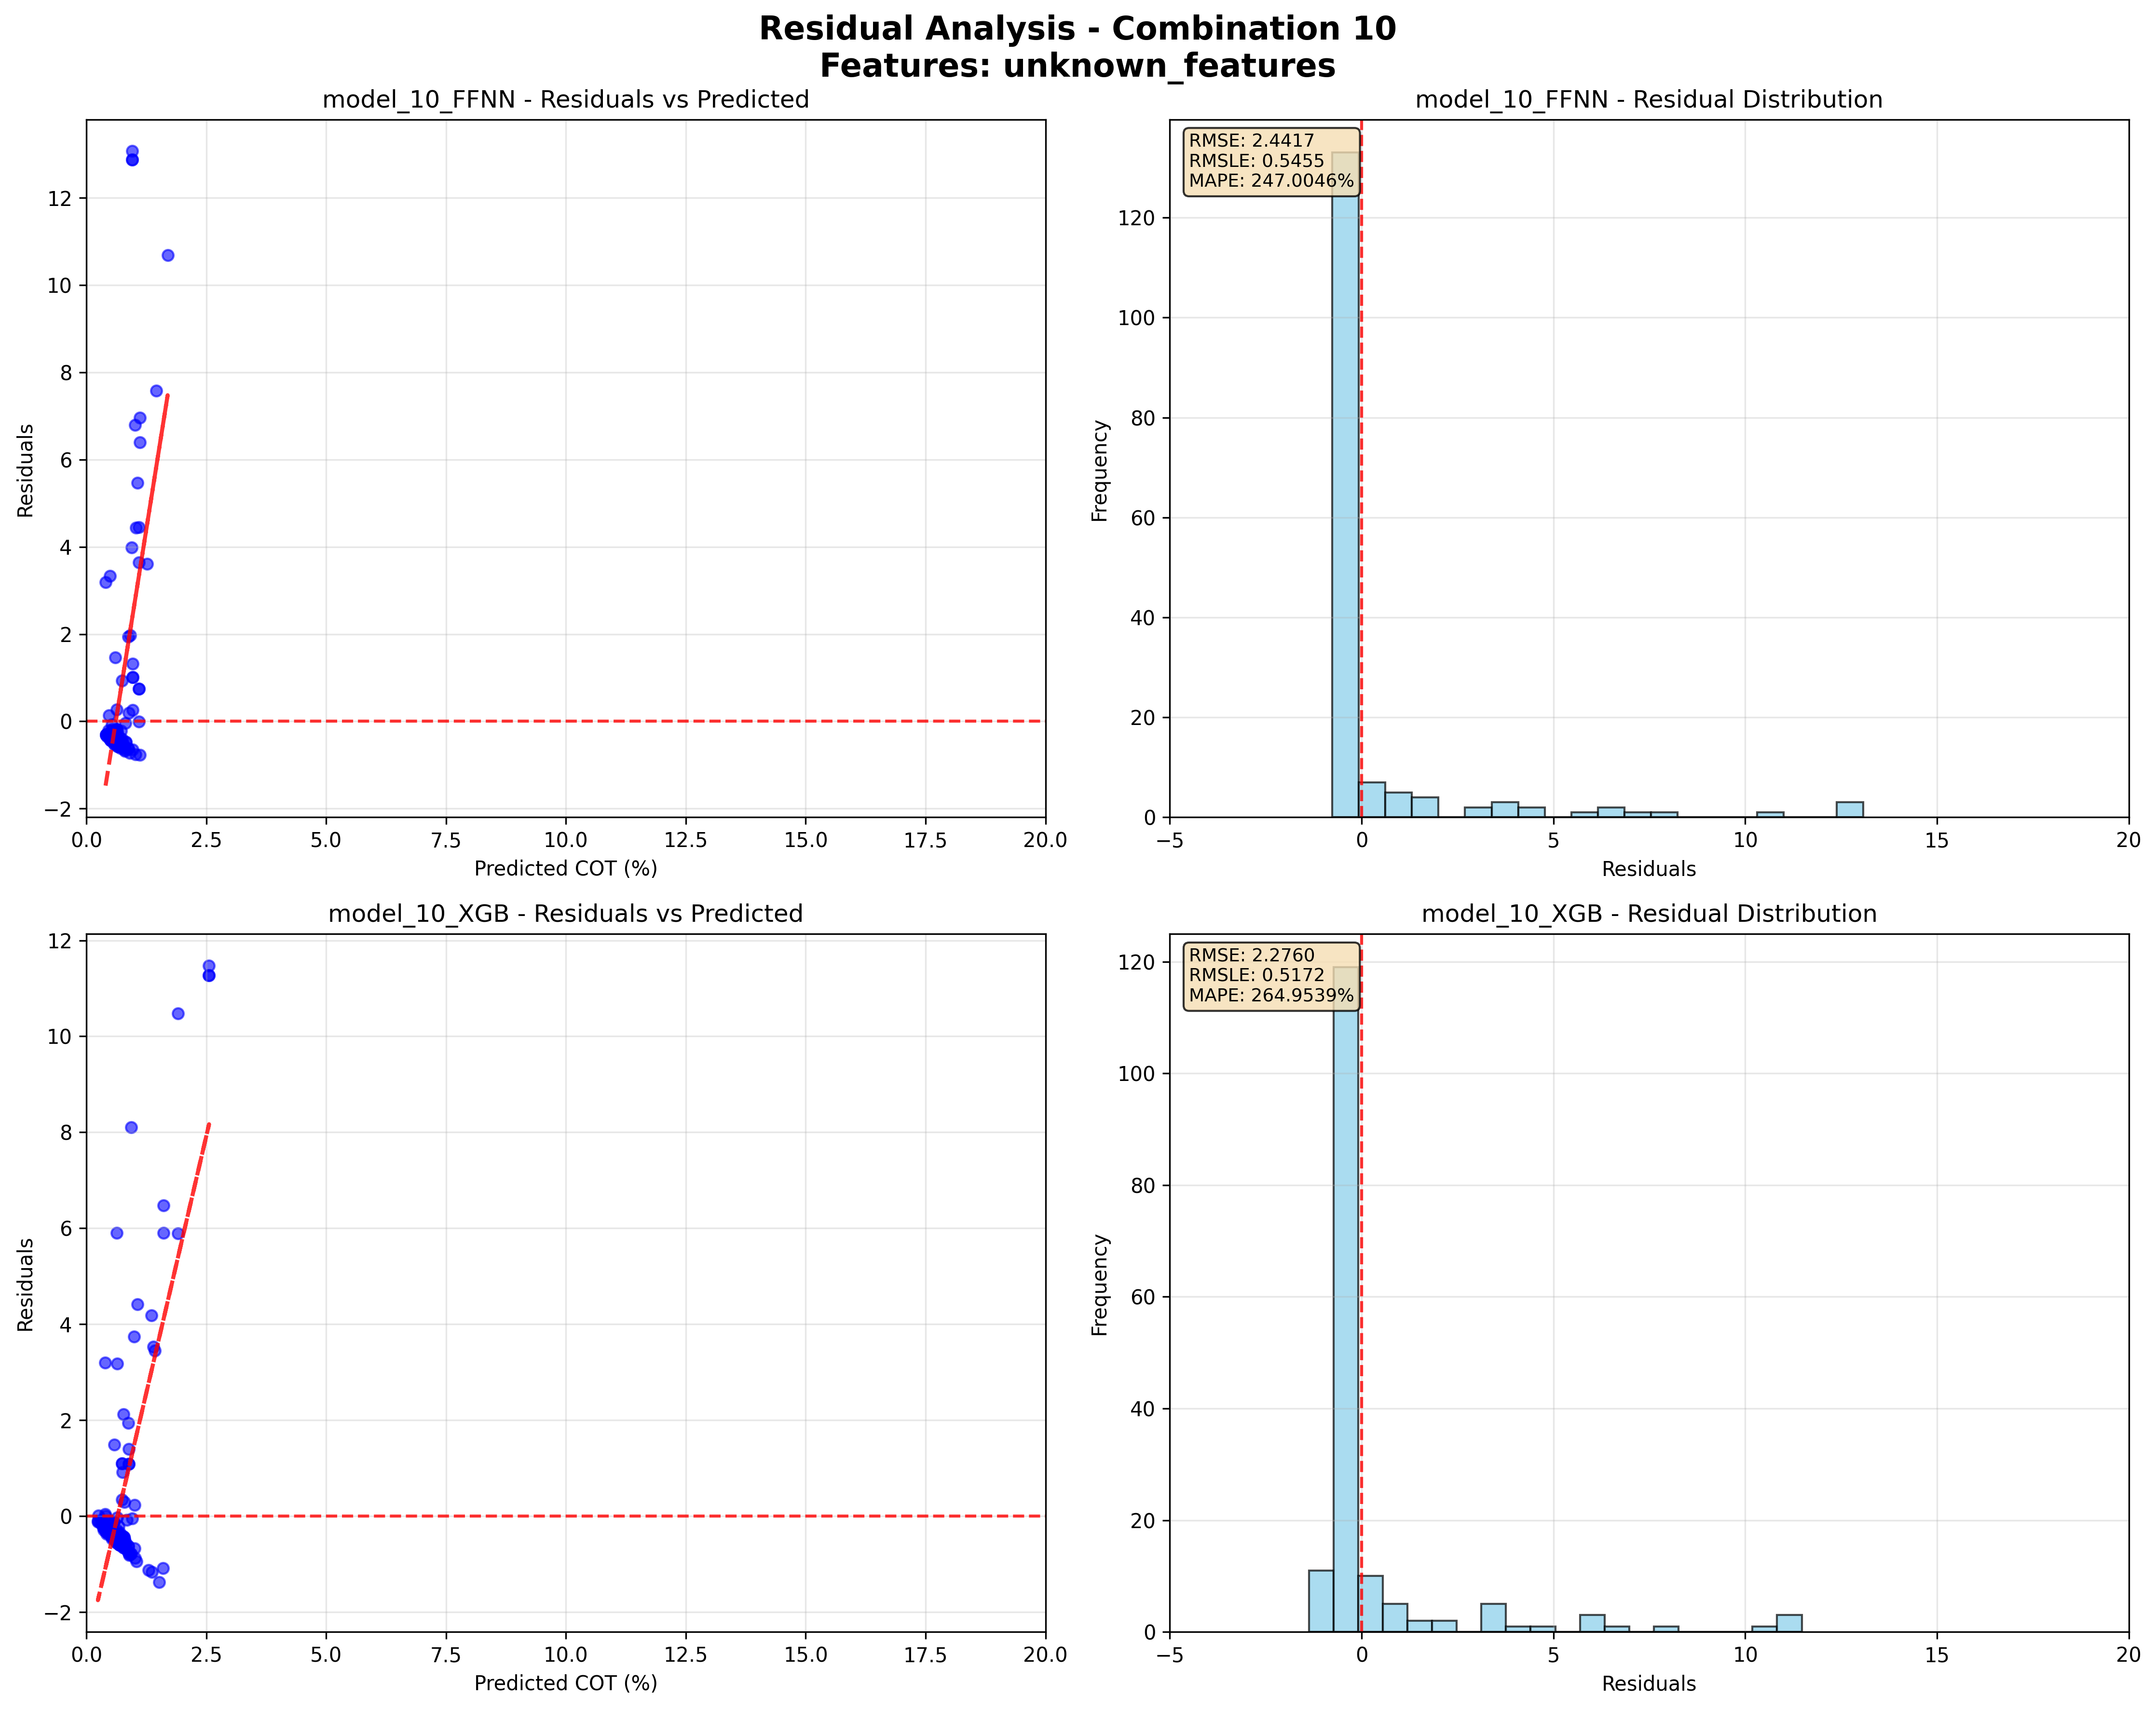 Residual Analysis - Combination 10
Features: unknown_features
model_10_FFNN - Residuals vs Predicted
12
10
8
6
4
2
0
−2
Residuals
0.0 2.5 5.0 7.5 10.0 12.5 15.0 17.5 20.0
Predicted COT (%)
model_10_FFNN - Residual Distribution
RMSE: 2.4417
RMSLE: 0.5455
MAPE: 247.0046%
120
100
80
60
40
20
0
Frequency
−5 0 5 10 15 20
Residuals
model_10_XGB - Residuals vs Predicted
12
10
8
6
4
2
0
−2
Residuals
0.0 2.5 5.0 7.5 10.0 12.5 15.0 17.5 20.0
Predicted COT (%)
model_10_XGB - Residual Distribution
RMSE: 2.2760
RMSLE: 0.5172
MAPE: 264.9539%
120
100
80
60
40
20
0
Frequency
−5 0 5 10 15 20
Residuals